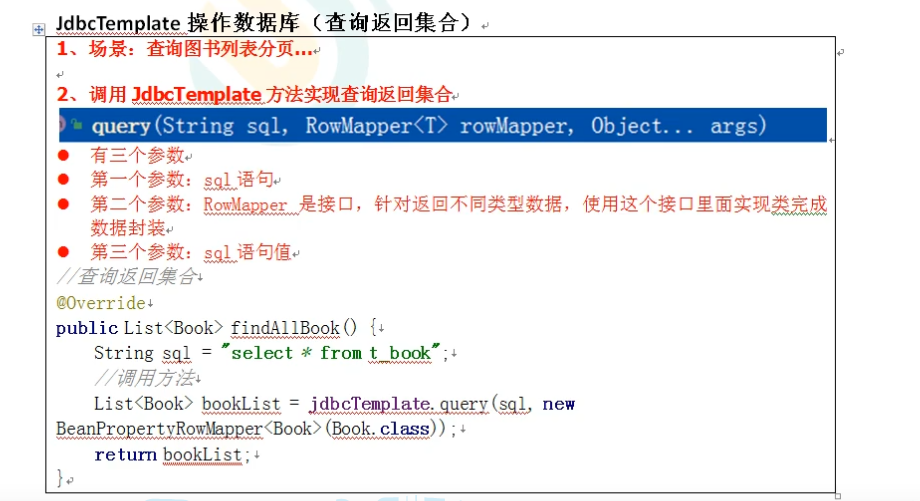 JdbcTemplate 操作数据库（查询返回集合）
1、场景：查询图书列表分页...
2、调用 JdbcTemplate 方法实现查询返回集合
query(String sql, RowMapper<T> rowMapper, Object... args)
● 有三个参数
● 第一个参数：sql 语句
● 第二个参数：RowMapper 是接口，针对返回不同类型数据，使用这个接口里面实现类完成
数据封装
● 第三个参数：sql 语句值
//查询返回集合
@Override
public List<Book> findAllBook() {
String sql = "select * from t_book";
//调用方法
List<Book> bookList = jdbcTemplate.query(sql, new
BeanPropertyRowMapper<Book>(Book.class));
return bookList;
}